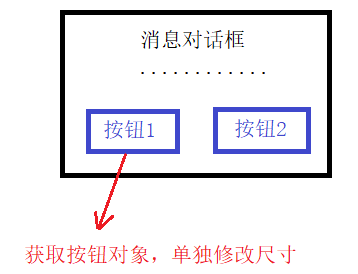 消息对话框
............
按钮1
按钮2
获取按钮对象，单独修改尺寸